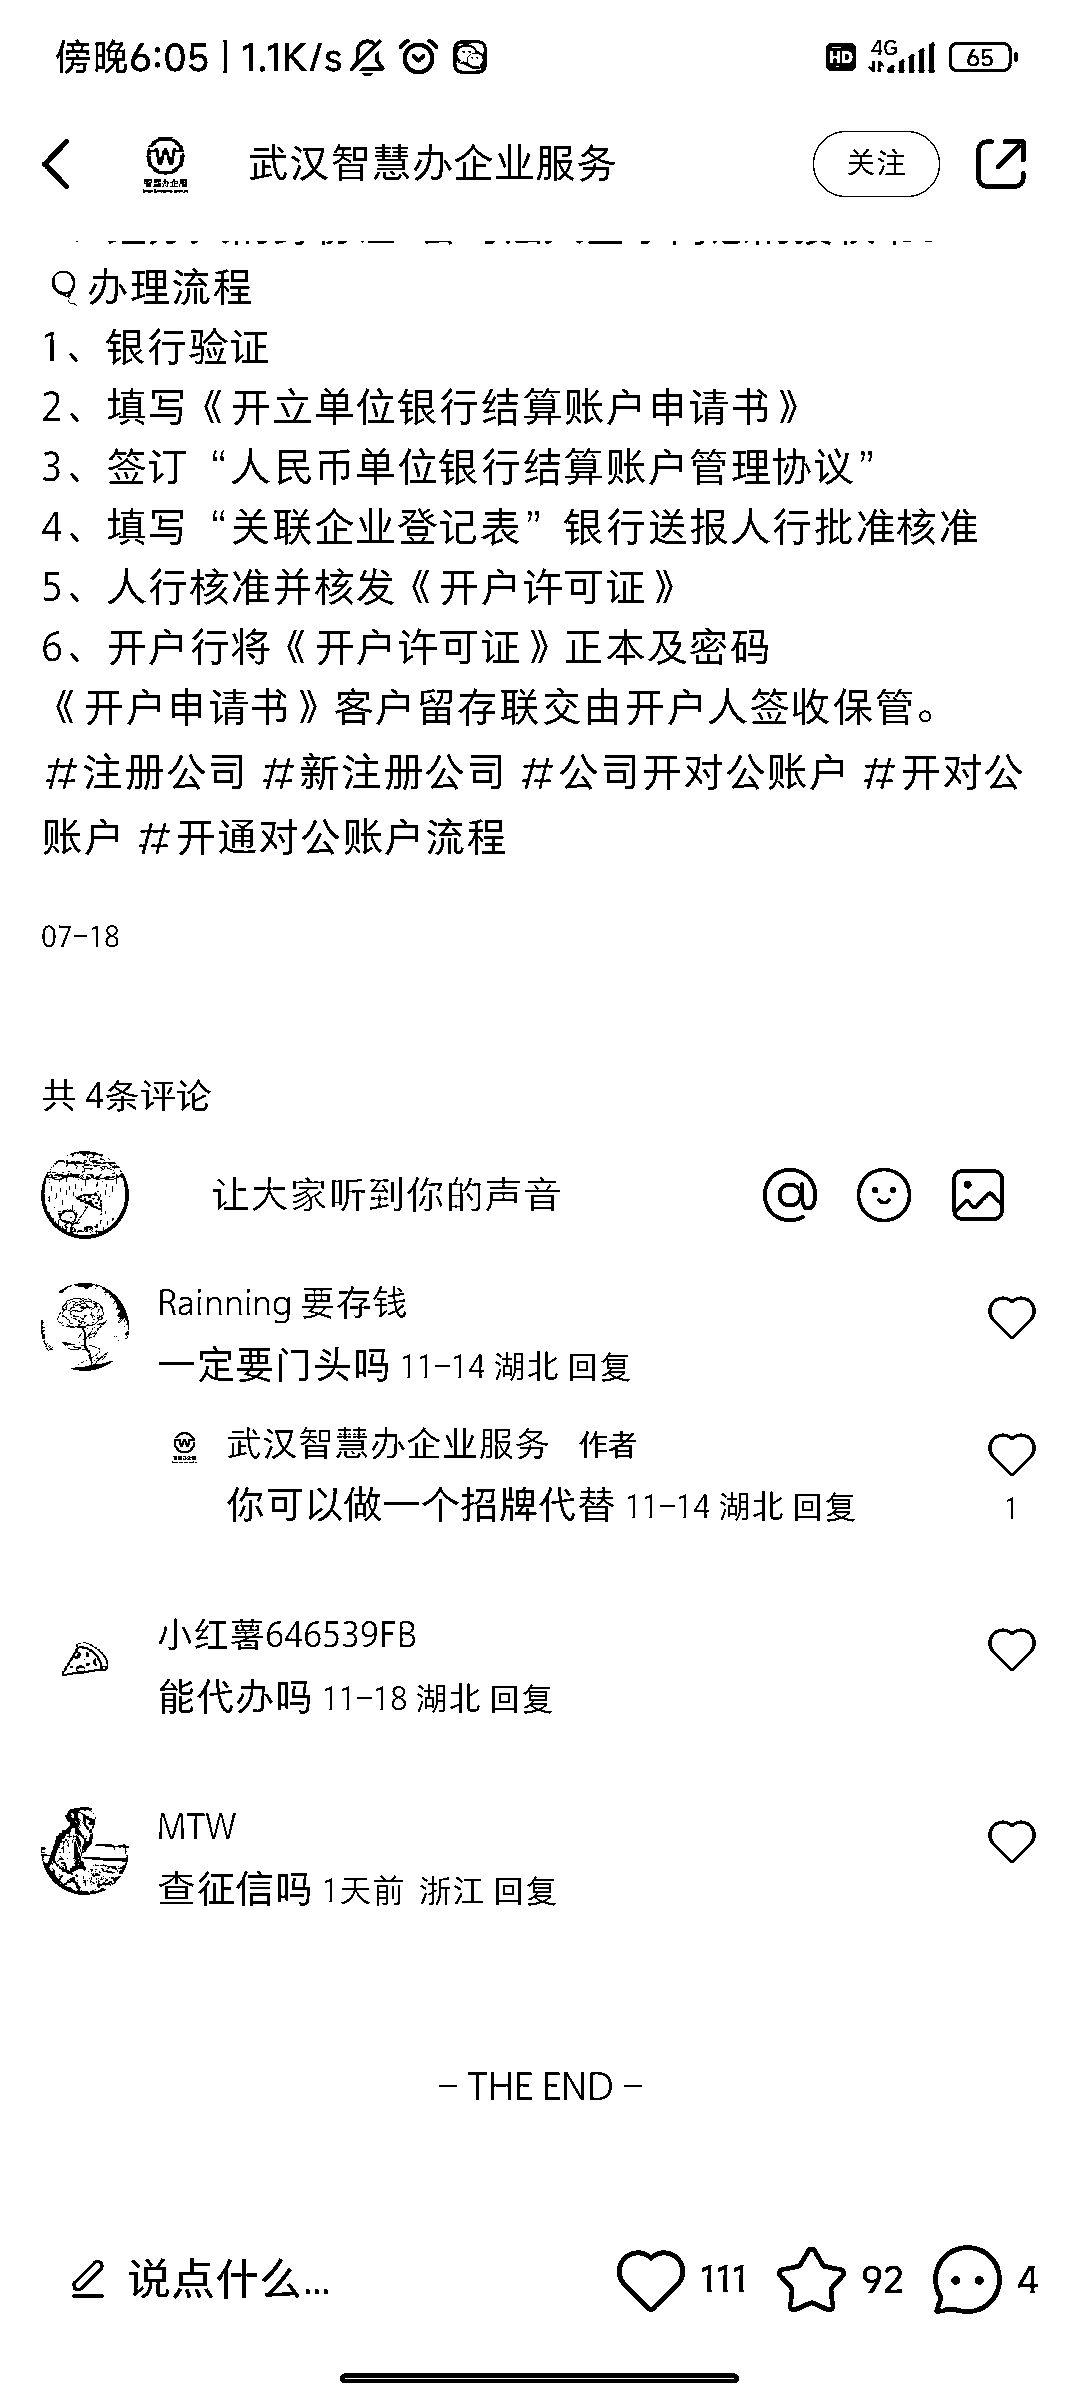 傍晚6:05 | 1.1K/s HD 4G 65
武汉智慧办企业服务 关注
办理流程
1、银行验证
2、填写《开立单位银行结算账户申请书》
3、签订“人民币单位银行结算账户管理协议”
4、填写“关联企业登记表”银行送报人行批准核准
5、人行核准并核发《开户许可证》
6、开户行将《开户许可证》正本及密码
《开户申请书》客户留存联交由开户人签收保管。
#注册公司 #新注册公司 #公司开对公账户 #开对公
账户 #开通对公账户流程
07-18
共 4条评论
让大家听到你的声音
Rainning 要存钱
一定要门头吗 11-14 湖北 回复
武汉智慧办企业服务 作者
你可以做一个招牌代替 11-14 湖北 回复
1
小红薯646539FB
能代办吗 11-18 湖北 回复
MTW
查征信吗 1天前 浙江 回复
- THE END -
说点什么... 111 92 4